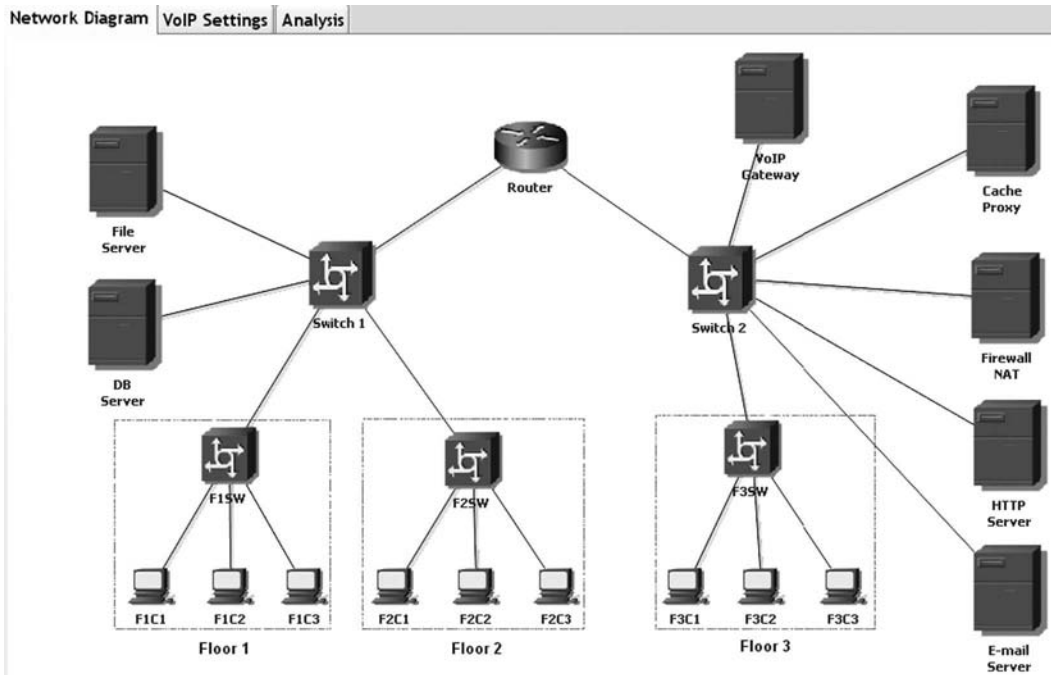 Network Diagram
VoIP Settings
Analysis
VoIP
Gateway
Router
Cache
Proxy
File
Server
Switch 1
Switch 2
Firewall
NAT
DB
Server
F1SW
F2SW
F3SW
HTTP
Server
F1C1
F1C2
F1C3
F2C1
F2C2
F2C3
F3C1
F3C2
F3C3
Floor 1
Floor 2
Floor 3
E-mail
Server